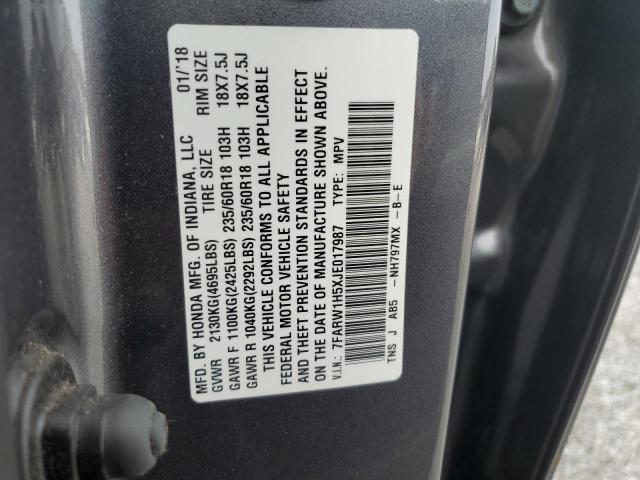 MFD. BY HONDA MFG. OF INDIANA, LLC 01/'18
GVWR 2130KG(4695LBS) TIRE SIZE RIM SIZE
GAWR F 1100KG(2425LBS) 235/60R18 103H 18X7.5J
GAWR R 1040KG(2292LBS) 235/60R18 103H 18X7.5J
THIS VEHICLE CONFORMS TO ALL APPLICABLE
FEDERAL MOTOR VEHICLE SAFETY
AND THEFT PREVENTION STANDARDS IN EFFECT
ON THE DATE OF MANUFACTURE SHOWN ABOVE.
V.I.N.: 7FARW1H5XJE017987 TYPE: MPV
TNS J AB5 -NH797MX -B-E